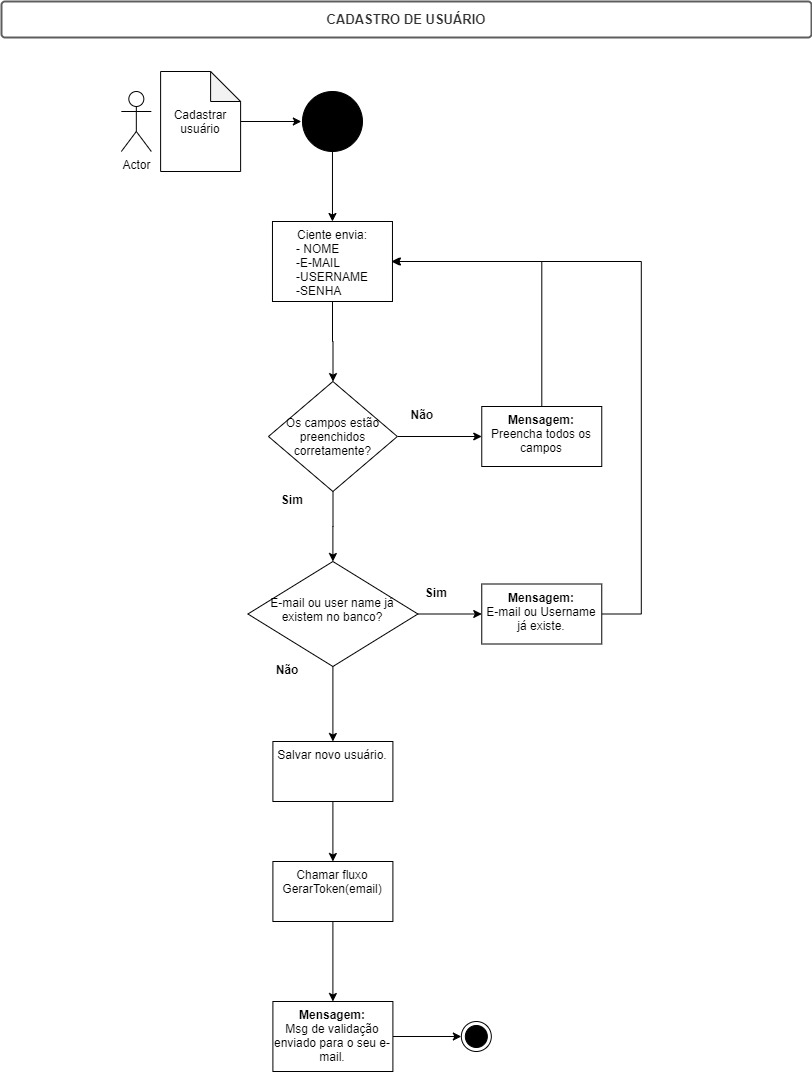 CADASTRO DE USUÁRIO
Cadastrar
usuário
Actor
Ciente envia:
- NOME
-E-MAIL
-USERNAME
-SENHA
Os campos estão
preenchidos
corretamente?
Não
Mensagem:
Preencha todos os
campos
Sim
E-mail ou user name já
existem no banco?
Sim
Mensagem:
E-mail ou Username
já existe.
Não
Salvar novo usuário.
Chamar fluxo
GerarToken(email)
Mensagem:
Msg de validação
enviado para o seu e-
mail.